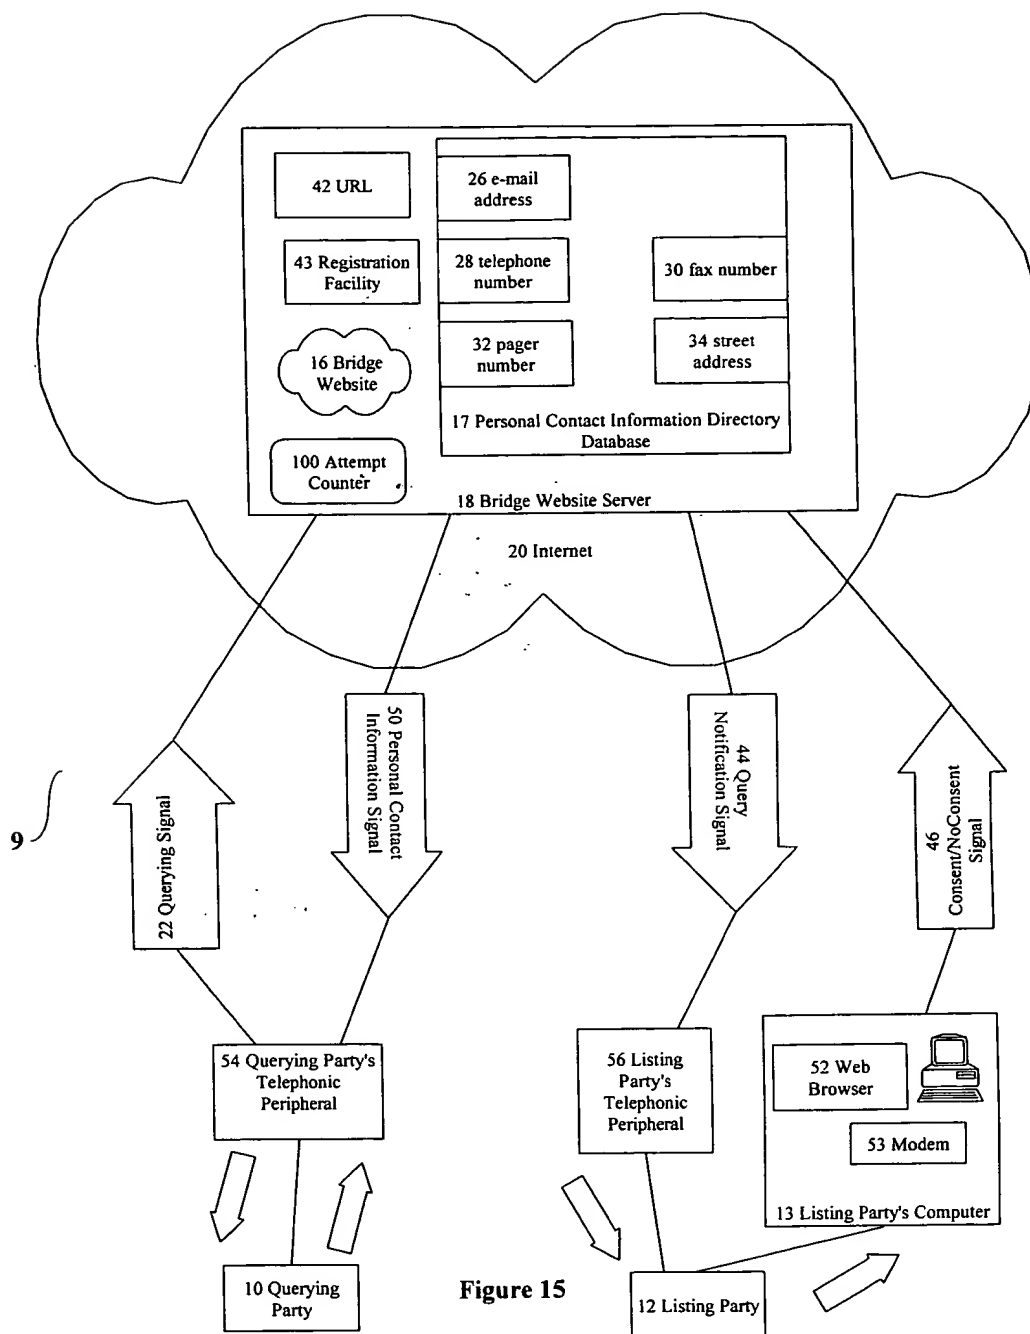 42 URL
26 e-mail
address
43 Registration
Facility
28 telephone
number
30 fax number
16 Bridge
Website
32 pager
number
34 street
address
17 Personal Contact Information Directory
Database
100 Attempt
Counter
18 Bridge Website Server
20 Internet
9
22 Querying Signal
50 Personal Contact
Information Signal
44 Query
Notification Signal
46
Consent/NoConsent
Signal
54 Querying Party's
Telephonic
Peripheral
56 Listing
Party's
Telephonic
Peripheral
52 Web
Browser
53 Modem
13 Listing Party's Computer
10 Querying
Party
Figure 15
12 Listing Party